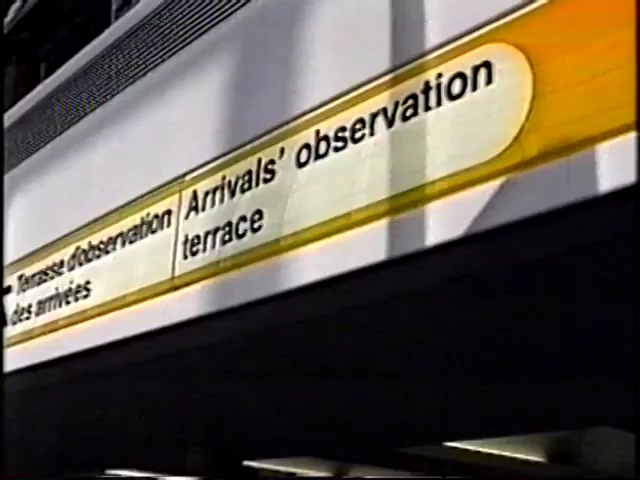 Terrasse d'observation
des arrivées
Arrivals' observation
terrace